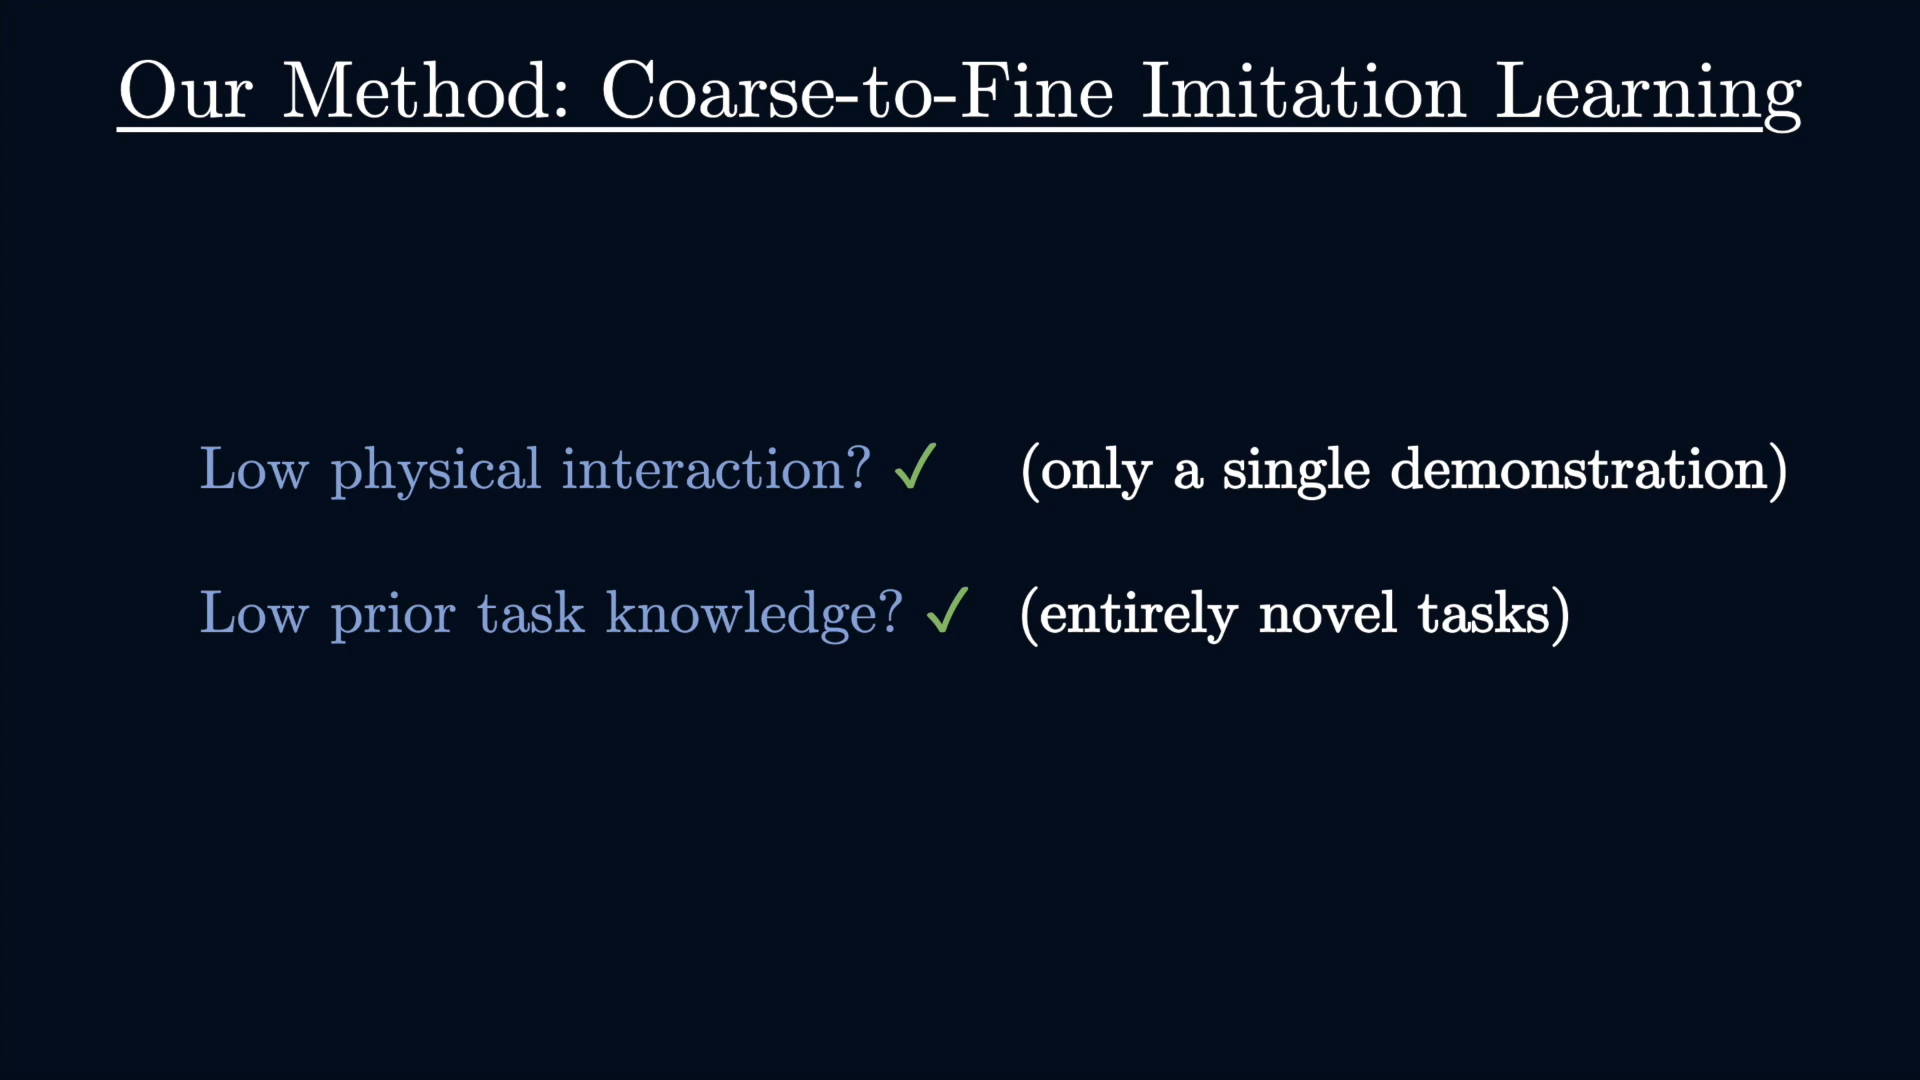 Our Method: Coarse-to-Fine Imitation Learning
Low physical interaction? ✓ (only a single demonstration)
Low prior task knowledge? ✓ (entirely novel tasks)